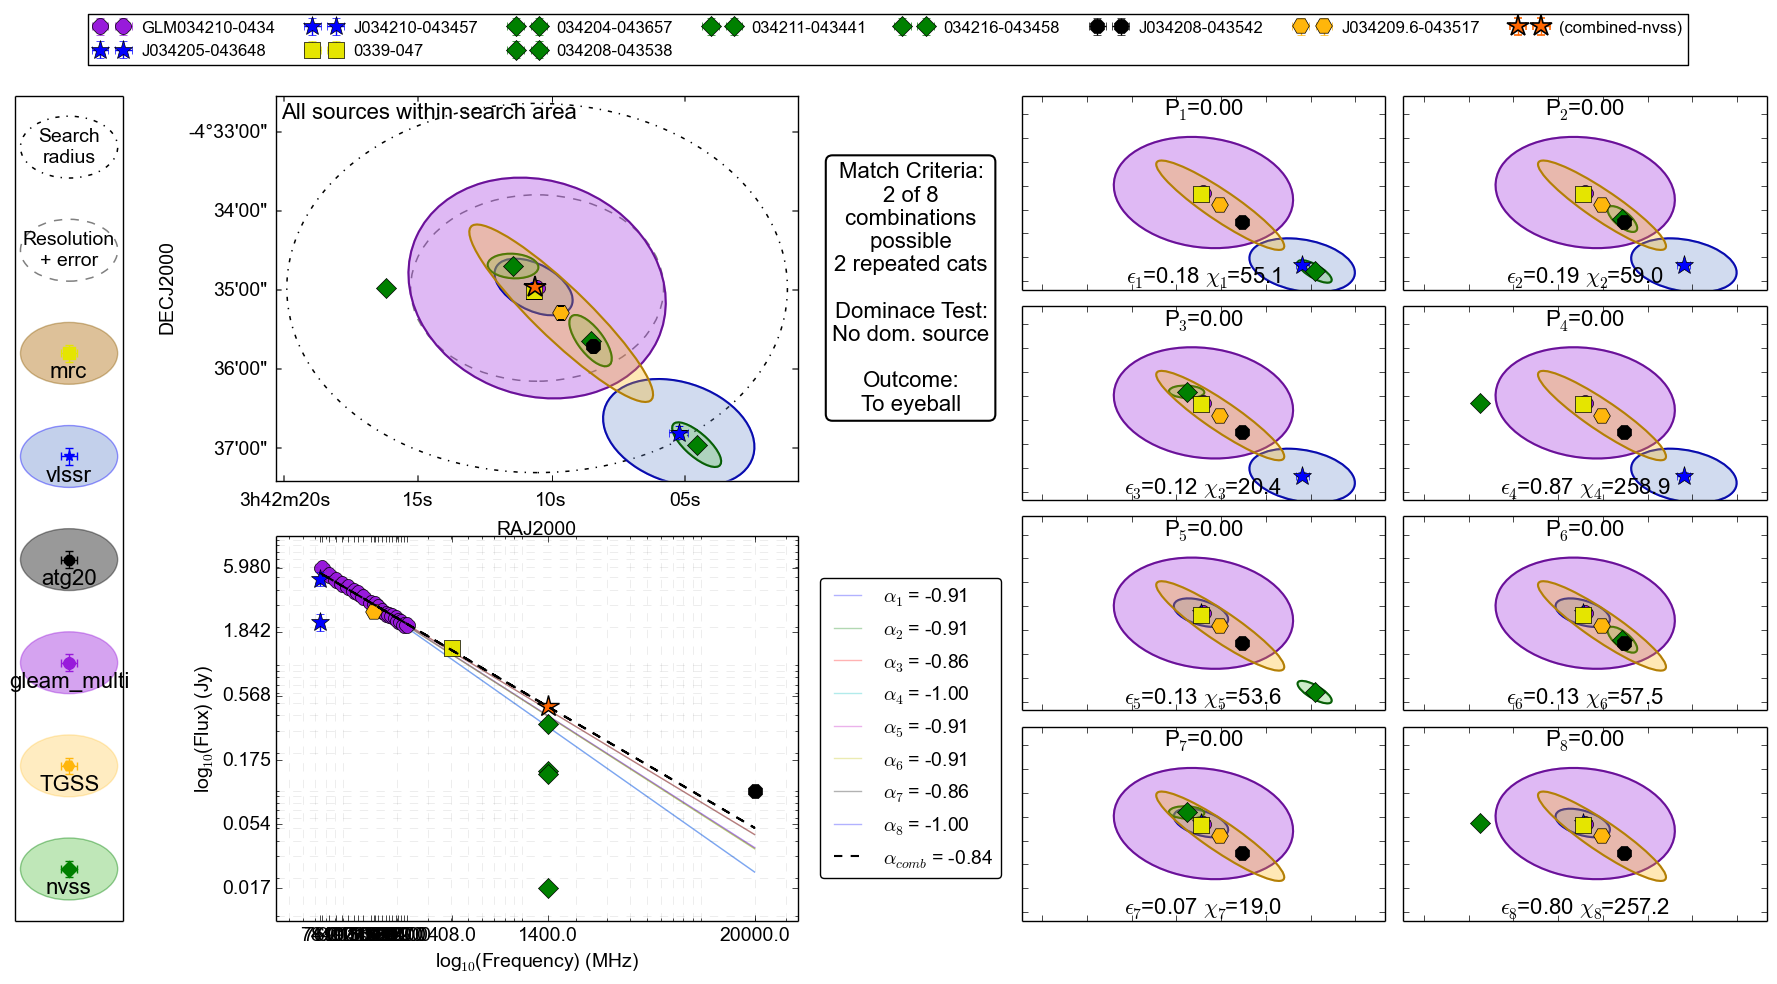 GLM034210-0434
J034210-043457
034204-043657
034211-043441
034216-043458
J034208-043542
J034209.6-043517
(combined-nvss)
J034205-043648
0339-047
034208-043538
Search
radius
Resolution
+ error
mrc
vlssr
atg20
gleam_multi
TGSS
nvss
All sources within search area
-4°33'00"
34'00"
35'00"
36'00"
37'00"
DECJ2000
3h42m20s
15s
10s
05s
RAJ2000
Match Criteria:
2 of 8
combinations
possible
2 repeated cats
Dominace Test:
No dom. source
Outcome:
To eyeball
5.980
1.842
0.568
0.175
0.054
0.017
log10(Flux) (Jy)
408.0
1400.0
20000.0
log10(Frequency) (MHz)
α1 = -0.91
α2 = -0.91
α3 = -0.86
α4 = -1.00
α5 = -0.91
α6 = -0.91
α7 = -0.86
α8 = -1.00
αcomb = -0.84
P1=0.00
ϵ1=0.18 χ1=55.1
P2=0.00
ϵ2=0.19 χ2=59.0
P3=0.00
ϵ3=0.12 χ3=20.4
P4=0.00
ϵ4=0.87 χ4=258.9
P5=0.00
ϵ5=0.13 χ5=53.6
P6=0.00
ϵ6=0.13 χ6=57.5
P7=0.00
ϵ7=0.07 χ7=19.0
P8=0.00
ϵ8=0.80 χ8=257.2